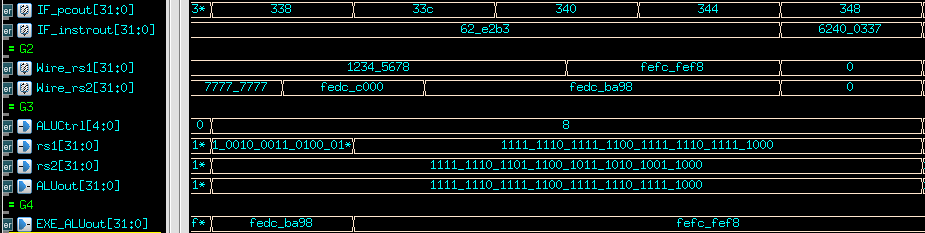 IF_pcout[31:0] 3* 338 33c 340 344 348
IF_instrout[31:0] 62_e2b3 6240_0337
= G2
Wire_rs1[31:0] 1234_5678 fefc_fef8 0
Wire_rs2[31:0] 7777_7777 fedc_c000 fedc_ba98 0
= G3
ALUCtrl[4:0] 0 8
rs1[31:0] 1* 1_0010_0011_0100_01* 1111_1110_1111_1100_1111_1110_1111_1000
rs2[31:0] 1* 1111_1110_1101_1100_1011_1010_1001_1000
ALUout[31:0] 1* 1111_1110_1111_1100_1111_1110_1111_1000
= G4
EXE_ALUout[31:0] f* fedc_ba98 fefc_fef8